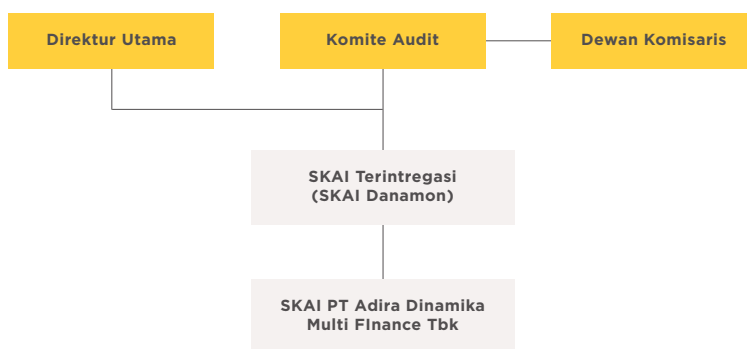 Direktur Utama
Komite Audit
Dewan Komisaris
SKAI Terintregasi
(SKAI Danamon)
SKAI PT Adira Dinamika
Multi FInance Tbk